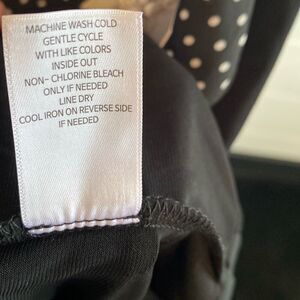 MACHINE WASH COLD
GENTLE CYCLE
WITH LIKE COLORS
INSIDE OUT
NON- CHLORINE BLEACH
ONLY IF NEEDED
LINE DRY
COOL IRON ON REVERSE SIDE
IF NEEDED